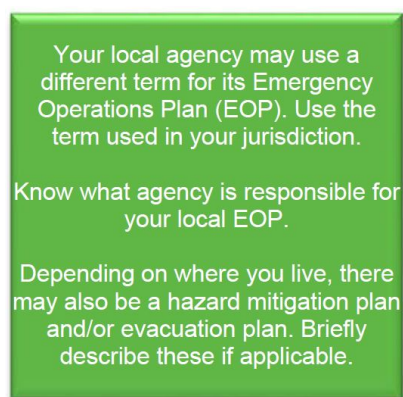 Your local agency may use a
different term for its Emergency
Operations Plan (EOP). Use the
term used in your jurisdiction.
Know what agency is responsible for
your local EOP.
Depending on where you live, there
may also be a hazard mitigation plan
and/or evacuation plan. Briefly
describe these if applicable.